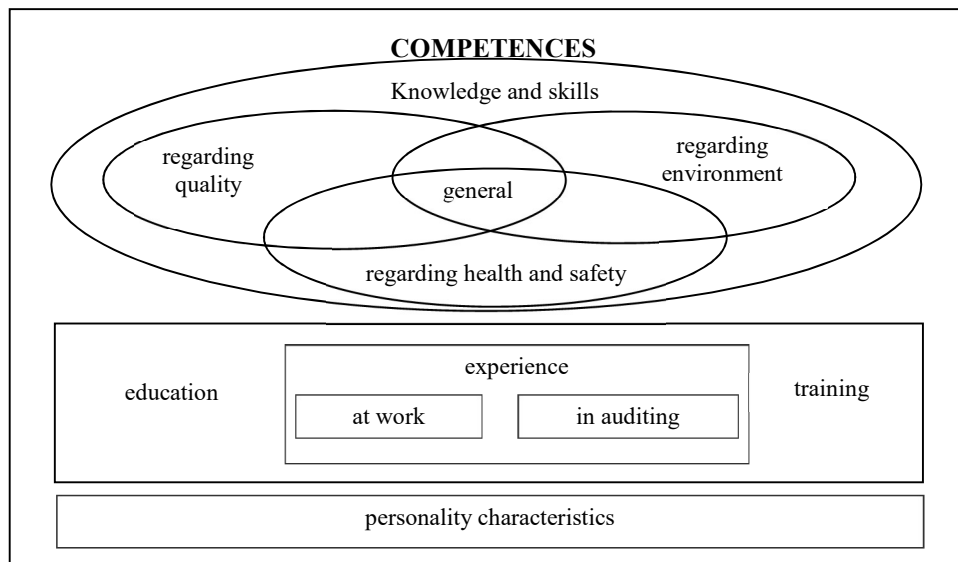 COMPETENCES
Knowledge and skills
regarding
quality
regarding
environment
general
regarding health and safety
education
experience
training
at work
in auditing
personality characteristics